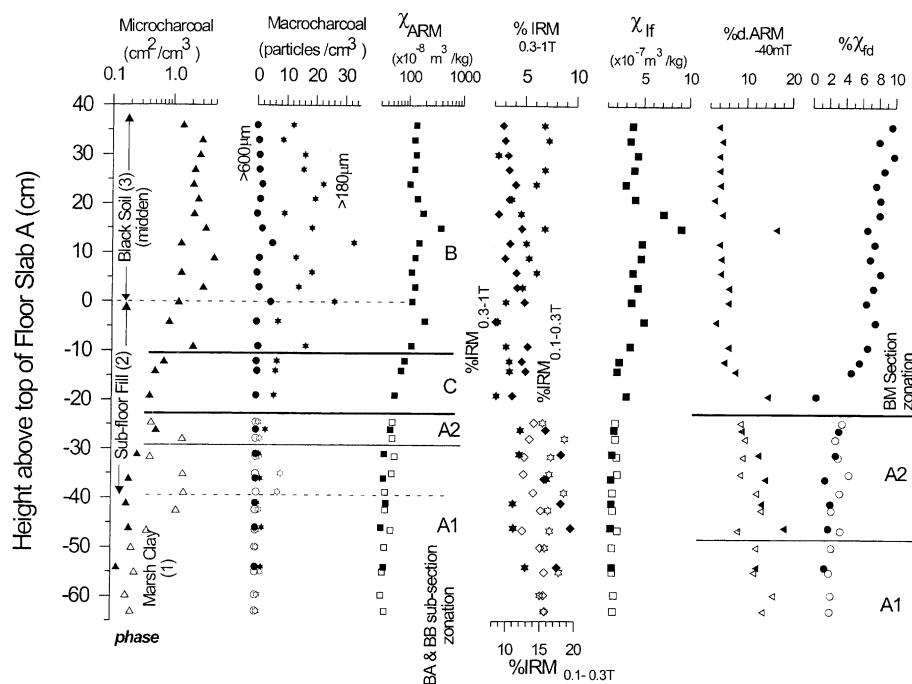 Microcharcoal
(cm²/cm³)
0.1 1.0
Macrocharcoal
(particles /cm³)
0 10 20 30
χARM
(x10⁻⁸ m³ /kg)
100 1000
% IRM
0.3-1T
5 10
χlf
(x10⁻⁷m³ /kg)
5 10
%d.ARM
-40mT
10 20
%χfd
0 2 4 6 8 10
Height above top of Floor Slab A (cm)
40
30
20
10
0
-10
-20
-30
-40
-50
-60
Black Soil (3)
(midden)
Sub-floor Fill (2)
Marsh Clay
(1)
phase
>600µm
>180µm
B
C
A2
A1
BA & BB sub-section
zonation
%IRM 0.3-1T
%IRM 0.1-0.3T
10 15 20
%IRM 0.1- 0.3T
BM Section
zonation
A2
A1